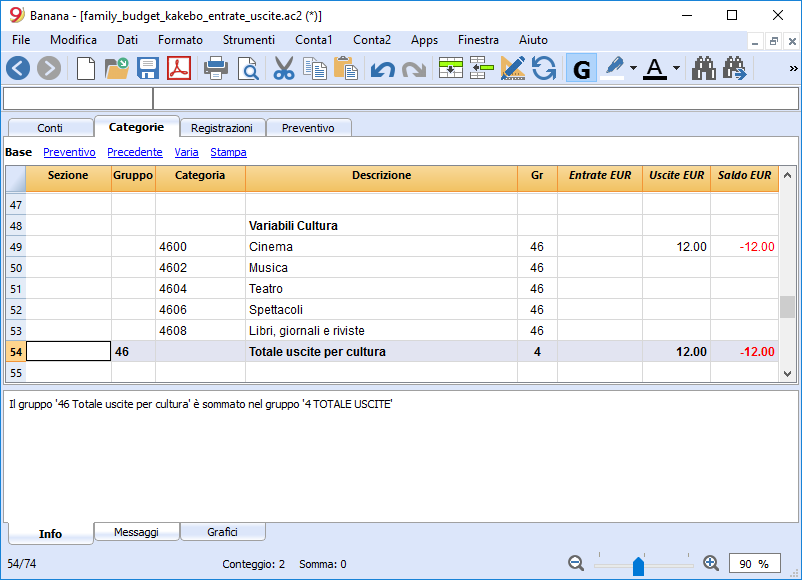 Banana - [family_budget_kakebo_entrate_uscite.ac2 (*)]
File Modifica Dati Formato Strumenti Conta1 Conta2 Apps Finestra Aiuto
G A »
Conti Categorie Registrazioni Preventivo
Base Preventivo Precedente Varia Stampa
Sezione Gruppo Categoria Descrizione Gr Entrate EUR Uscite EUR Saldo EUR
47
48 Variabili Cultura
49 4600 Cinema 46 12.00 -12.00
50 4602 Musica 46
51 4604 Teatro 46
52 4606 Spettacoli 46
53 4608 Libri, giornali e riviste 46
54 46 Totale uscite per cultura 4 12.00 -12.00
55
Il gruppo '46 Totale uscite per cultura' è sommato nel gruppo '4 TOTALE USCITE'
Info Messaggi Grafici
54/74 Conteggio: 2 Somma: 0 90 %